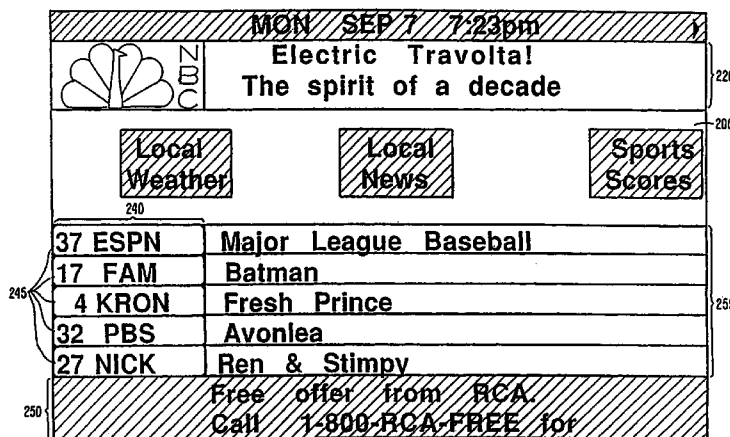 MON SEP 7 7:23pm
NBC
Electric Travolta!
The spirit of a decade
220
200
Local Weather
Local News
Sports Scores
240
37 ESPN Major League Baseball
17 FAM Batman
4 KRON Fresh Prince
32 PBS Avonlea
27 NICK Ren & Stimpy
245
255
250
Free offer from RCA.
Call 1-800-RCA-FREE for